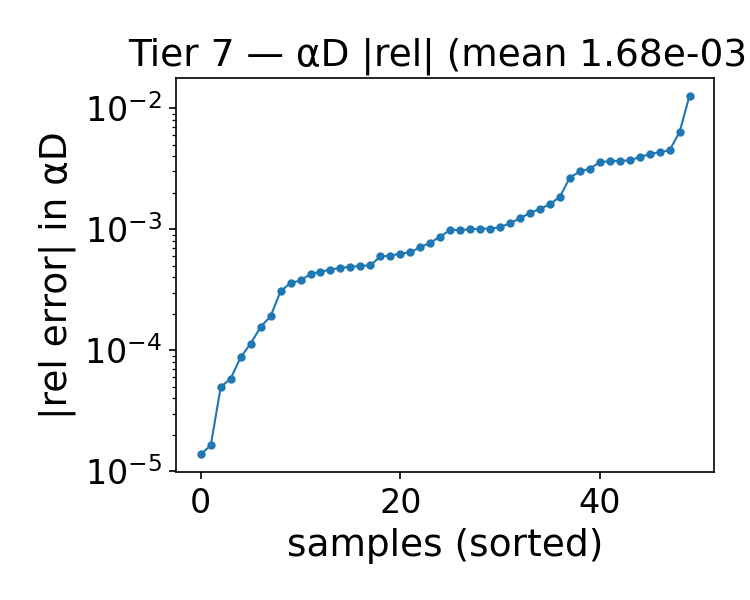 Tier 7 — αD |rel| (mean 1.68e-03
|rel error| in αD
10⁻²
10⁻³
10⁻⁴
10⁻⁵
0 20 40
samples (sorted)